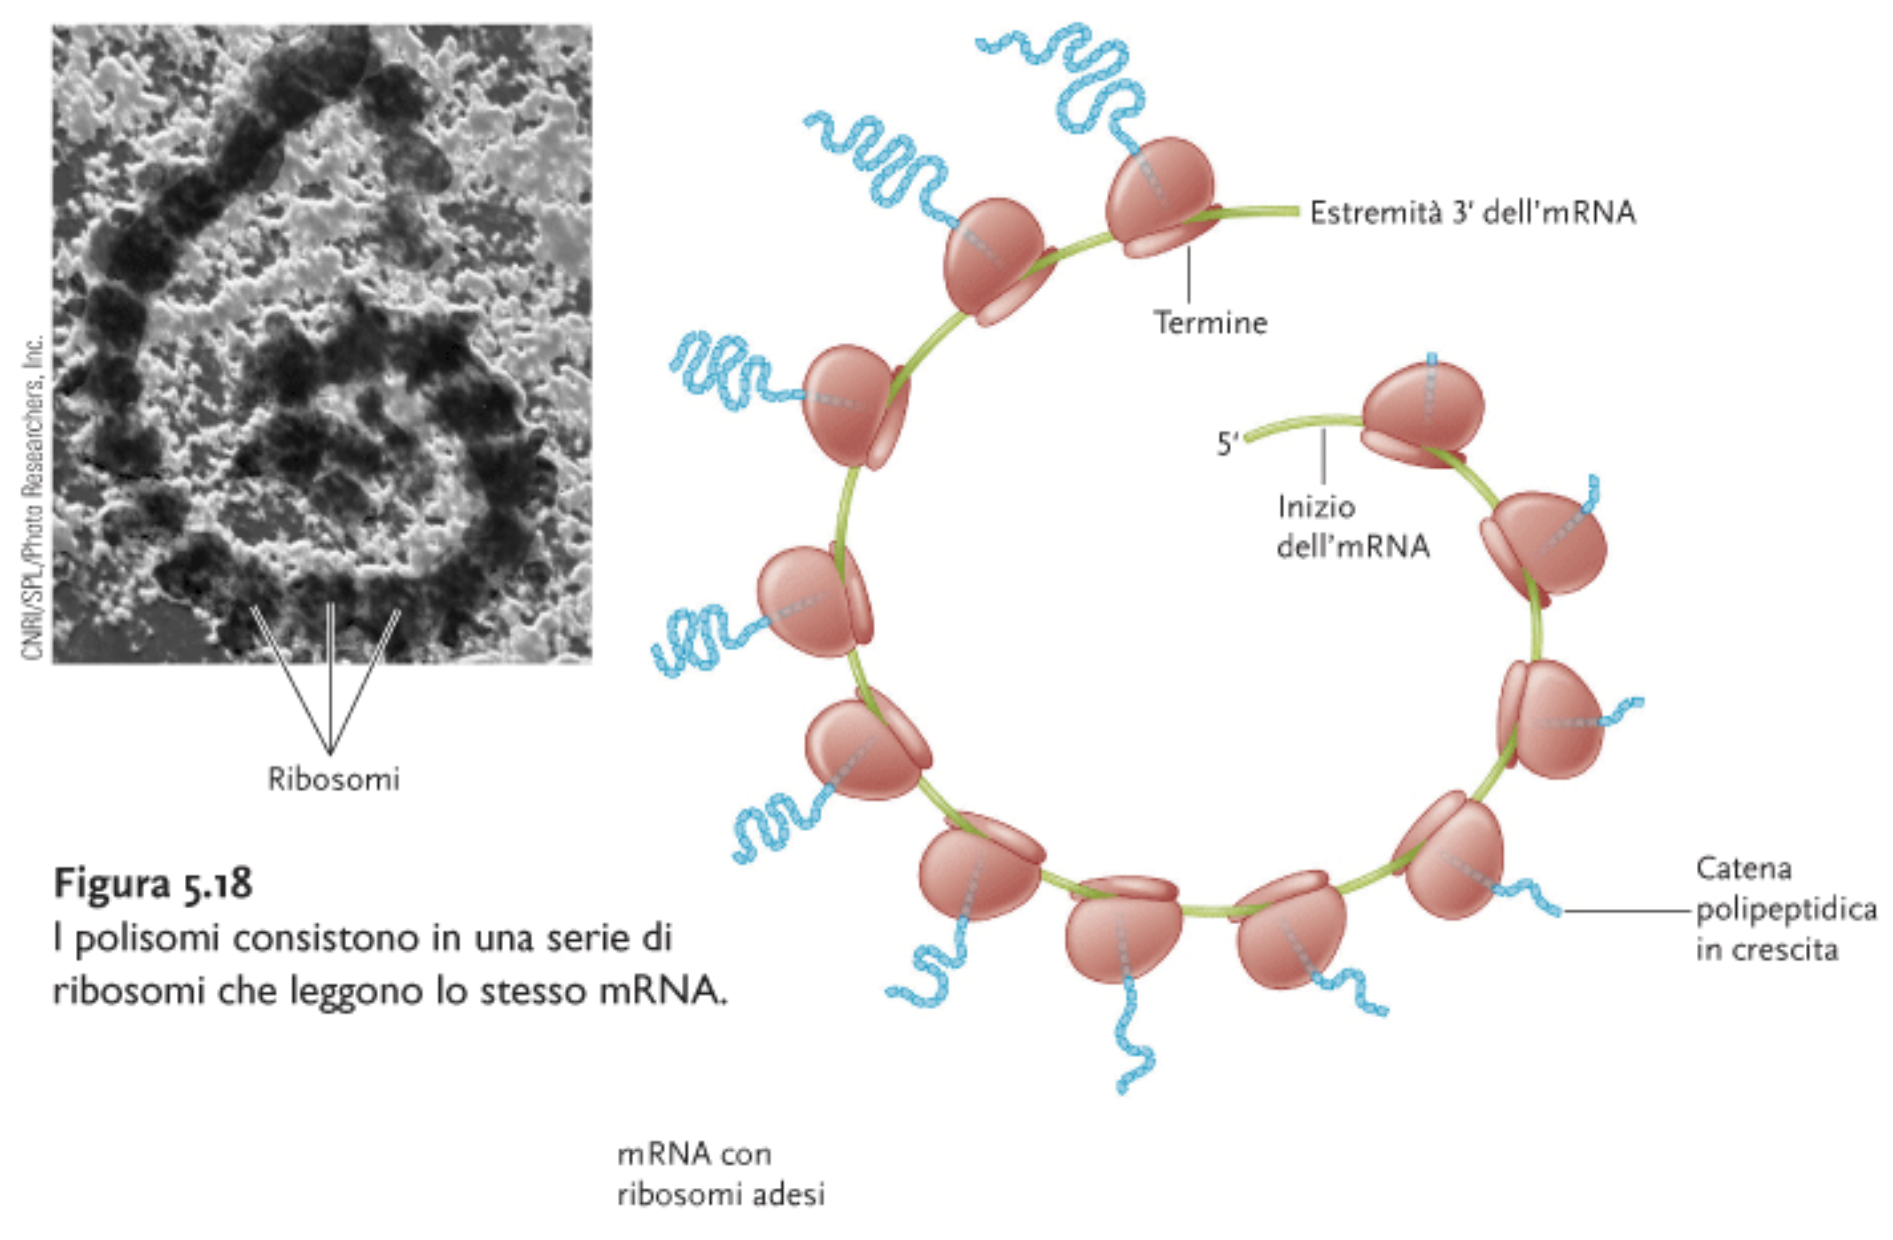 CNRI/SPL/Photo Researchers, Inc.
Ribosomi
Figura 5.18
I polisomi consistono in una serie di
ribosomi che leggono lo stesso mRNA.
Estremità 3′ dell'mRNA
Termine
5′
Inizio
dell'mRNA
Catena
polipeptidica
in crescita
mRNA con
ribosomi adesi